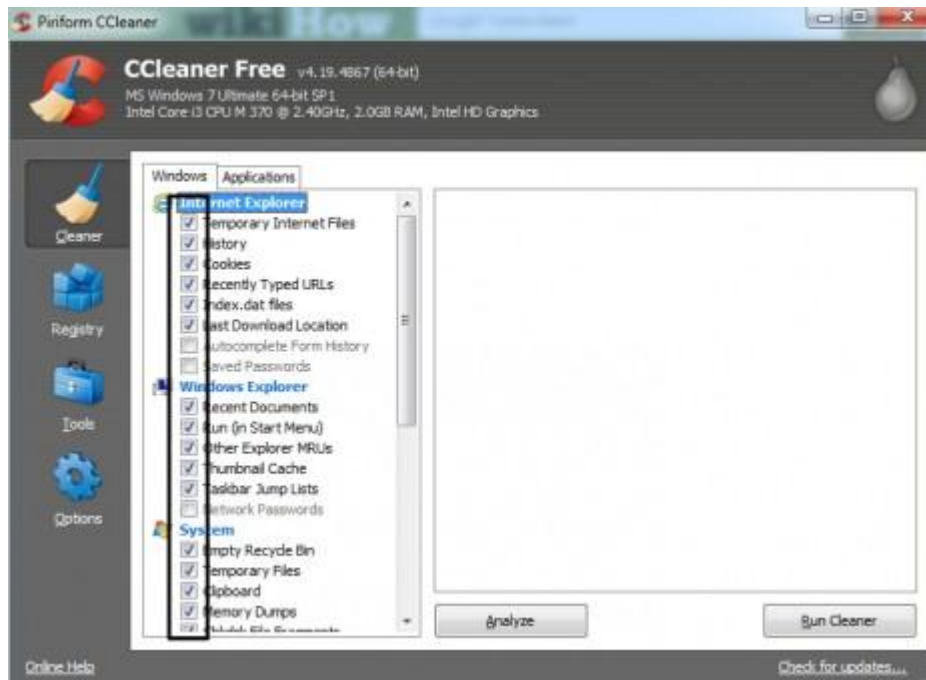 Piriform CCleaner
wikiHow
CCleaner Free v4.19.4867 (64-bit)
MS Windows 7 Ultimate 64-bit SP1
Intel Core i3 CPU M 370 @ 2.40GHz, 2.0GB RAM, Intel HD Graphics
Cleaner
Registry
Tools
Options
Windows Applications
Internet Explorer
Temporary Internet Files
History
Cookies
Recently Typed URLs
Index.dat files
Last Download Location
Autocomplete Form History
Saved Passwords
Windows Explorer
Recent Documents
Run (in Start Menu)
Other Explorer MRUs
Thumbnail Cache
Taskbar Jump Lists
Network Passwords
System
Empty Recycle Bin
Temporary Files
Clipboard
Memory Dumps
Chkdsk File Fragments
Analyze
Run Cleaner
Online Help
Check for updates...